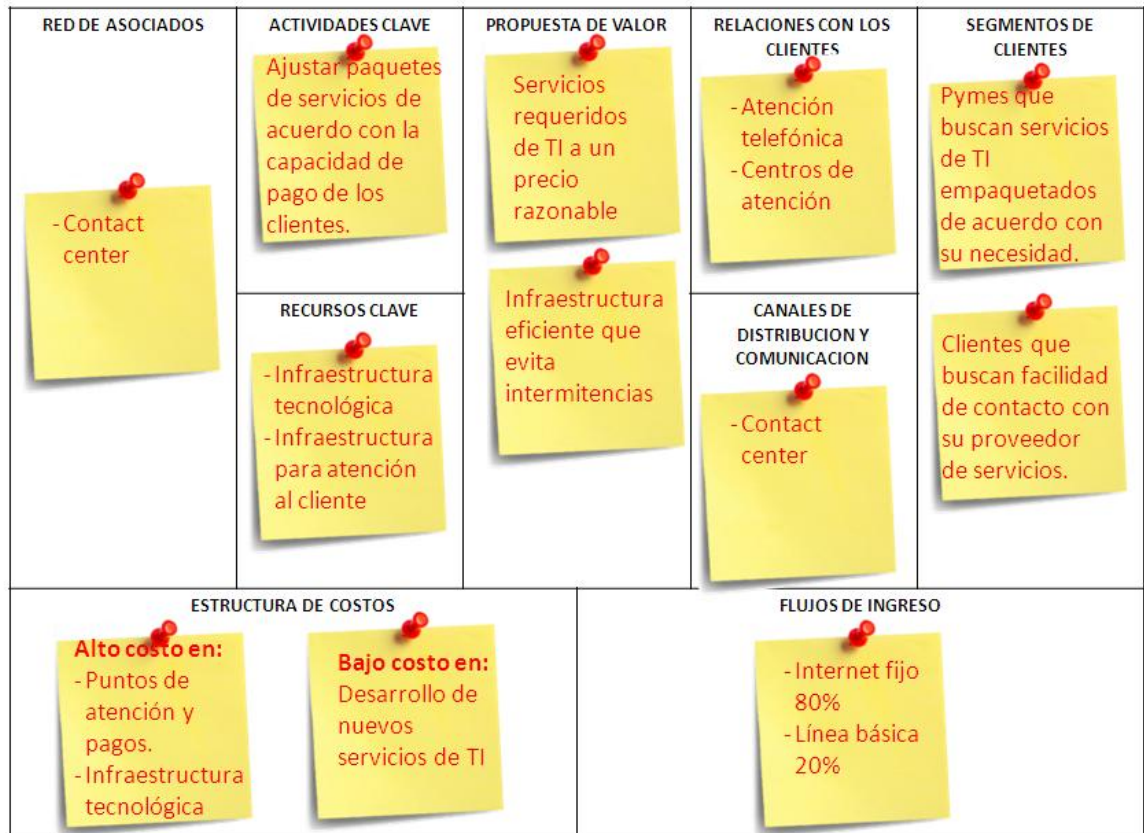 RED DE ASOCIADOS
- Contact
center
ACTIVIDADES CLAVE
Ajustar paquetes
de servicios de
acuerdo con la
capacidad de
pago de los
clientes.
RECURSOS CLAVE
- Infraestructura
tecnológica
- Infraestructura
para atención
al cliente
PROPUESTA DE VALOR
Servicios
requeridos
de TI a un
precio
razonable
Infraestructura
eficiente que
evita
intermitencias
RELACIONES CON LOS
CLIENTES
- Atención
telefónica
- Centros de
atención
CANALES DE
DISTRIBUCION Y
COMUNICACION
- Contact
center
SEGMENTOS DE
CLIENTES
Pymes que
buscan servicios
de TI
empaquetados
de acuerdo con
su necesidad.
Clientes que
buscan facilidad
de contacto con
su proveedor
de servicios.
ESTRUCTURA DE COSTOS
Alto costo en:
- Puntos de
atención y
pagos.
- Infraestructura
tecnológica
Bajo costo en:
Desarrollo de
nuevos
servicios de TI
FLUJOS DE INGRESO
- Internet fijo
80%
- Línea básica
20%